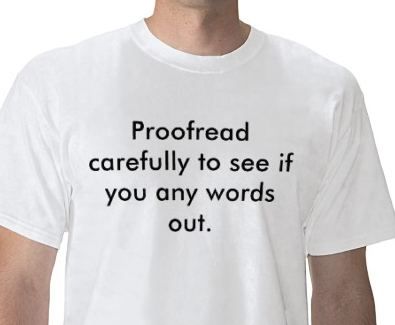 Proofread
carefully to see if
you any words
out.